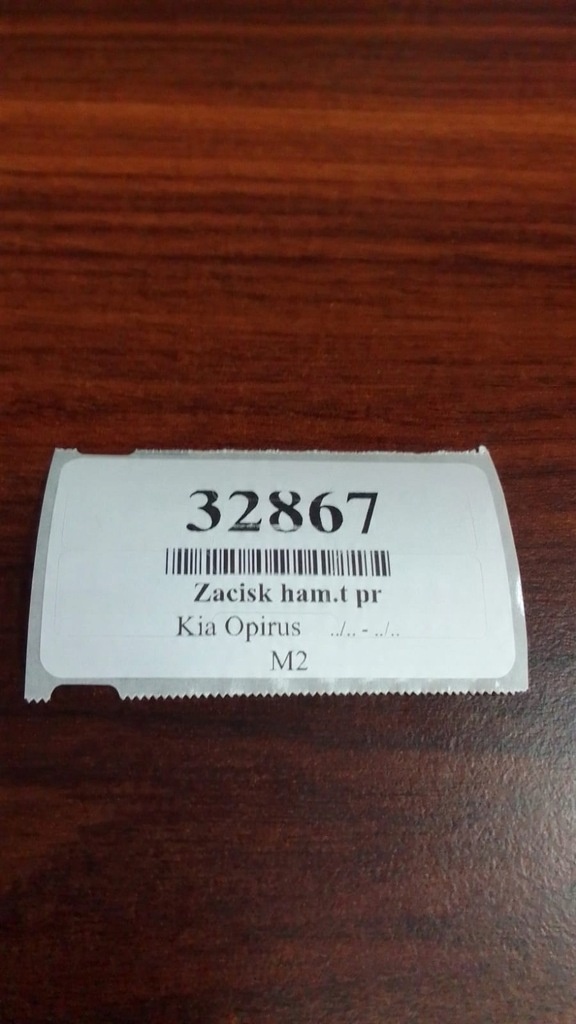 32867
Zacisk ham.t pr
Kia Opirus ../.. - ../..
M2